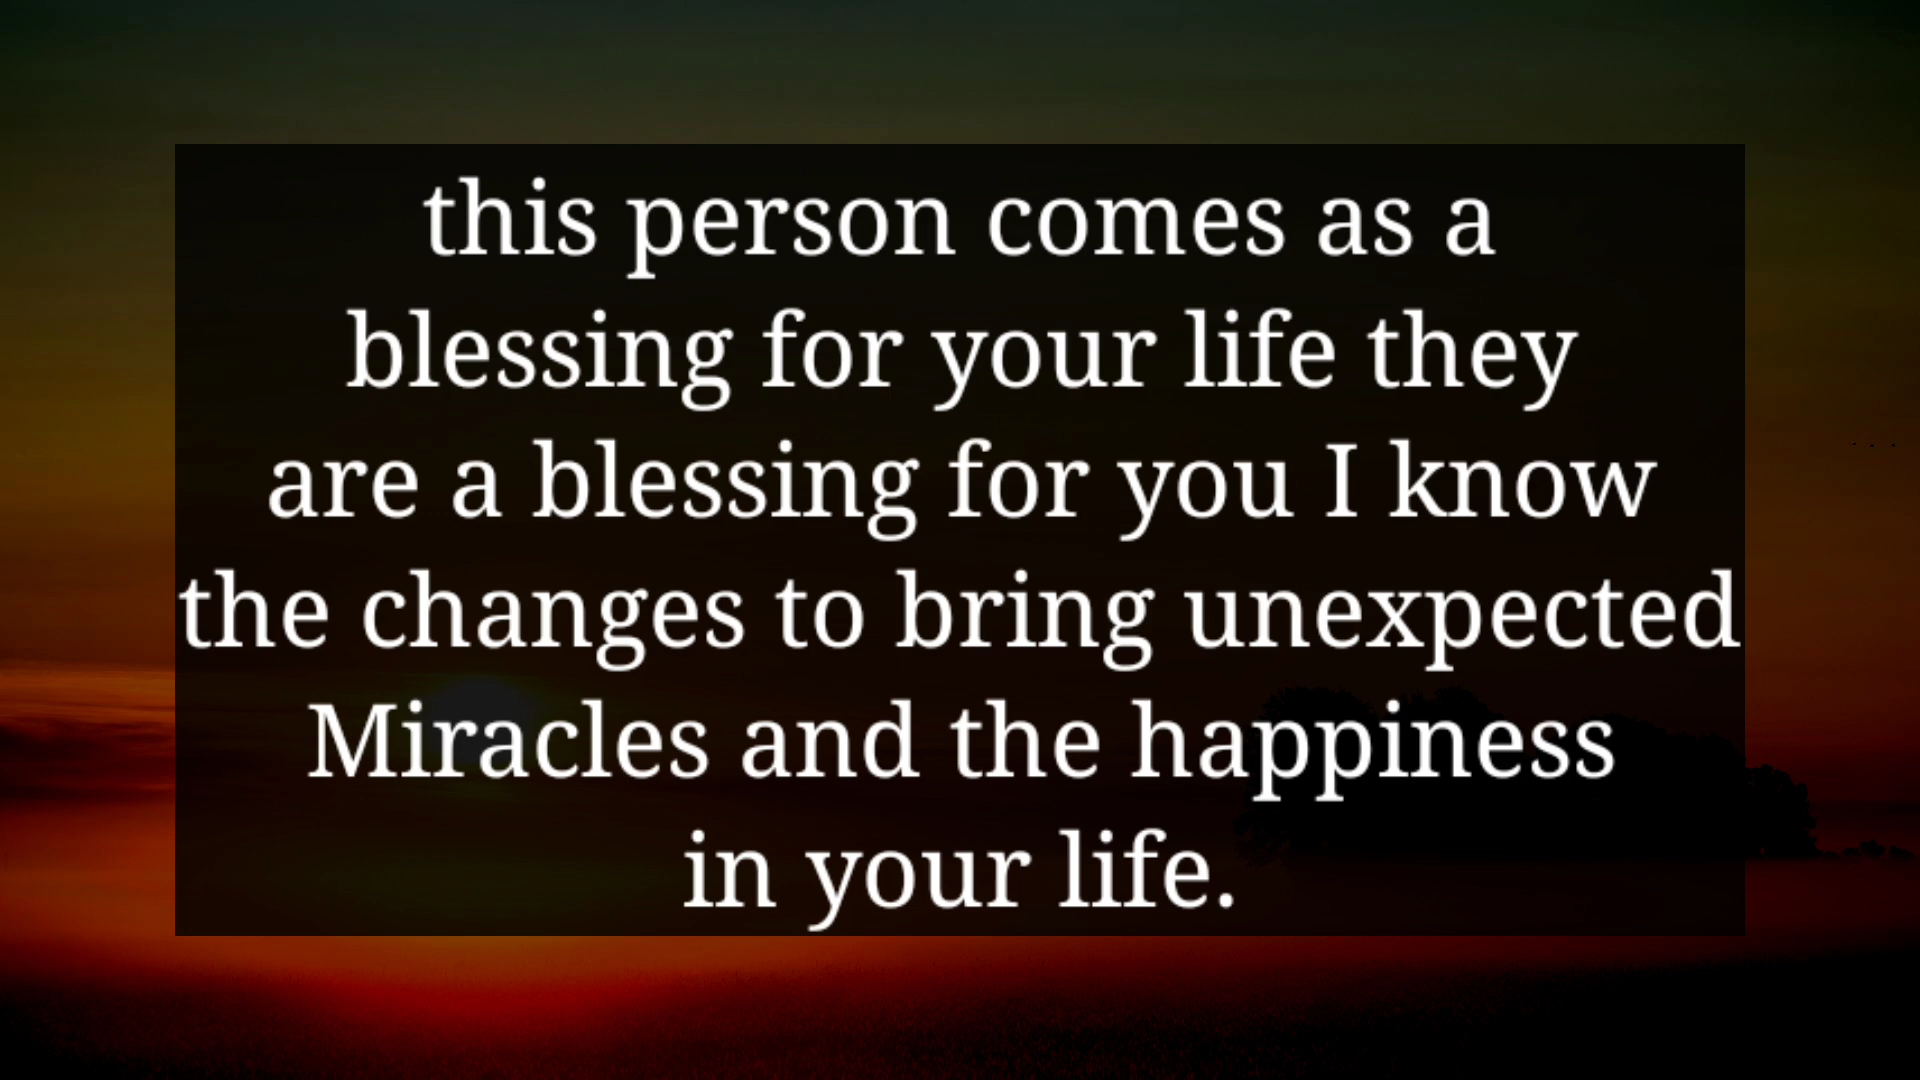 this person comes as a
blessing for your life they
are a blessing for you I know
the changes to bring unexpected
Miracles and the happiness
in your life.